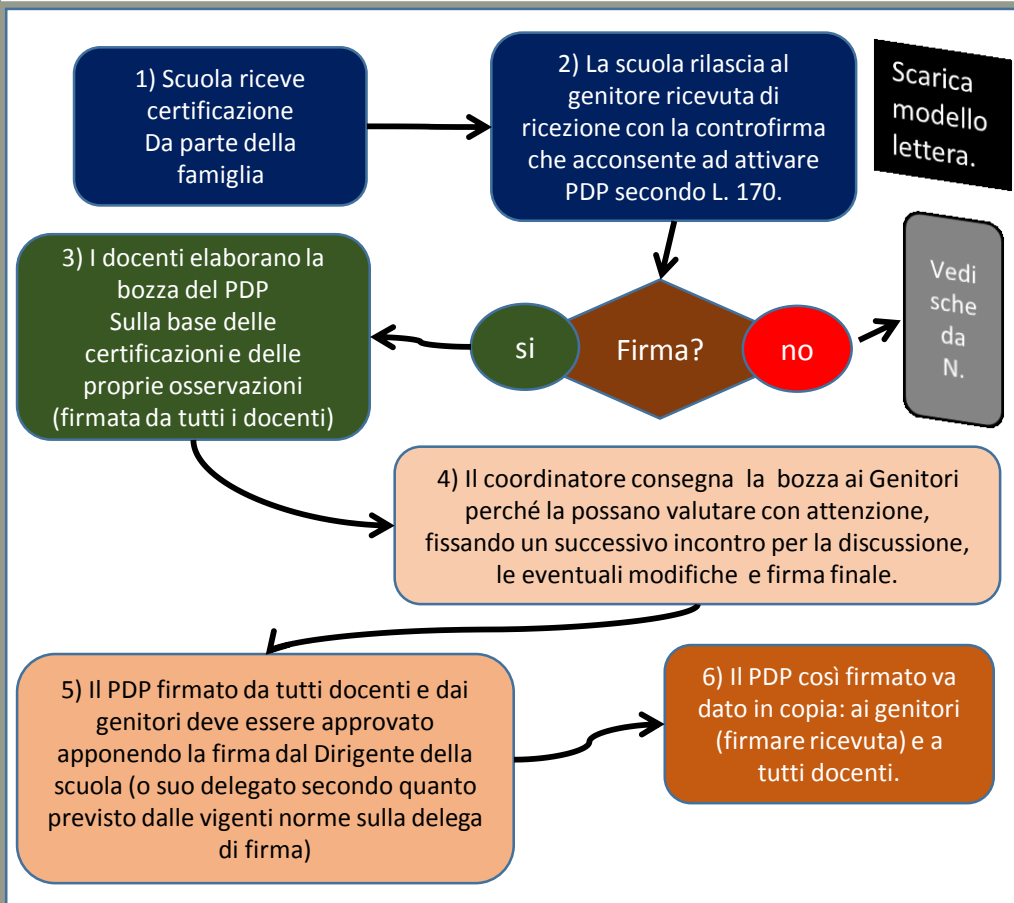 1) Scuola riceve
certificazione
Da parte della
famiglia
2) La scuola rilascia al
genitore ricevuta di
ricezione con la controfirma
che acconsente ad attivare
PDP secondo L. 170.
Scarica
modello
lettera.
3) I docenti elaborano la
bozza del PDP
Sulla base delle
certificazioni e delle
proprie osservazioni
(firmata da tutti i docenti)
si
Firma?
no
Vedi
sche
da
N.
4) Il coordinatore consegna la bozza ai Genitori
perché la possano valutare con attenzione,
fissando un successivo incontro per la discussione,
le eventuali modifiche e firma finale.
5) Il PDP firmato da tutti docenti e dai
genitori deve essere approvato
apponendo la firma dal Dirigente della
scuola (o suo delegato secondo quanto
previsto dalle vigenti norme sulla delega
di firma)
6) Il PDP così firmato va
dato in copia: ai genitori
(firmare ricevuta) e a
tutti docenti.